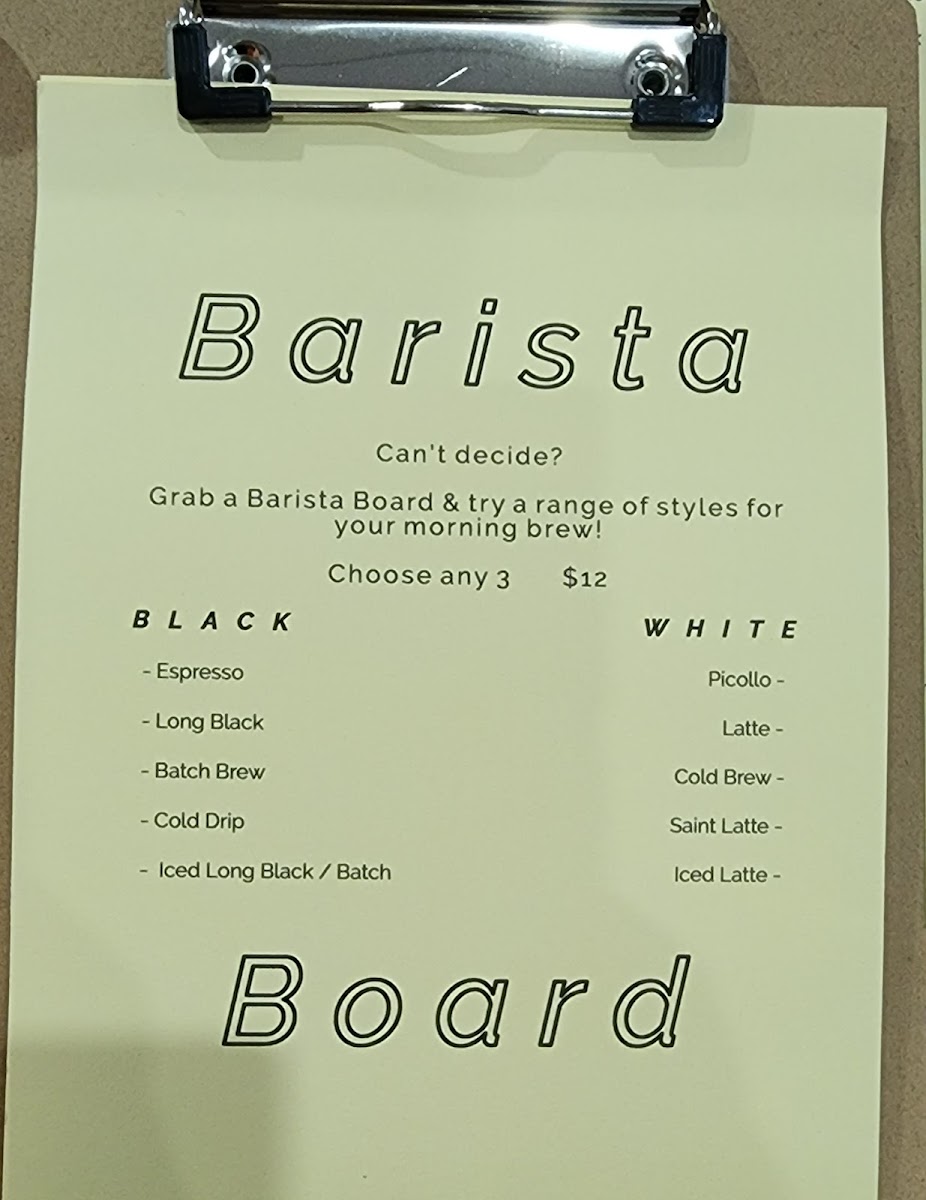 Barista
Can't decide?
Grab a Barista Board & try a range of styles for
your morning brew!
Choose any 3 $12
BLACK
- Espresso
- Long Black
- Batch Brew
- Cold Drip
- Iced Long Black / Batch
WHITE
Picollo -
Latte -
Cold Brew -
Saint Latte -
Iced Latte -
Board